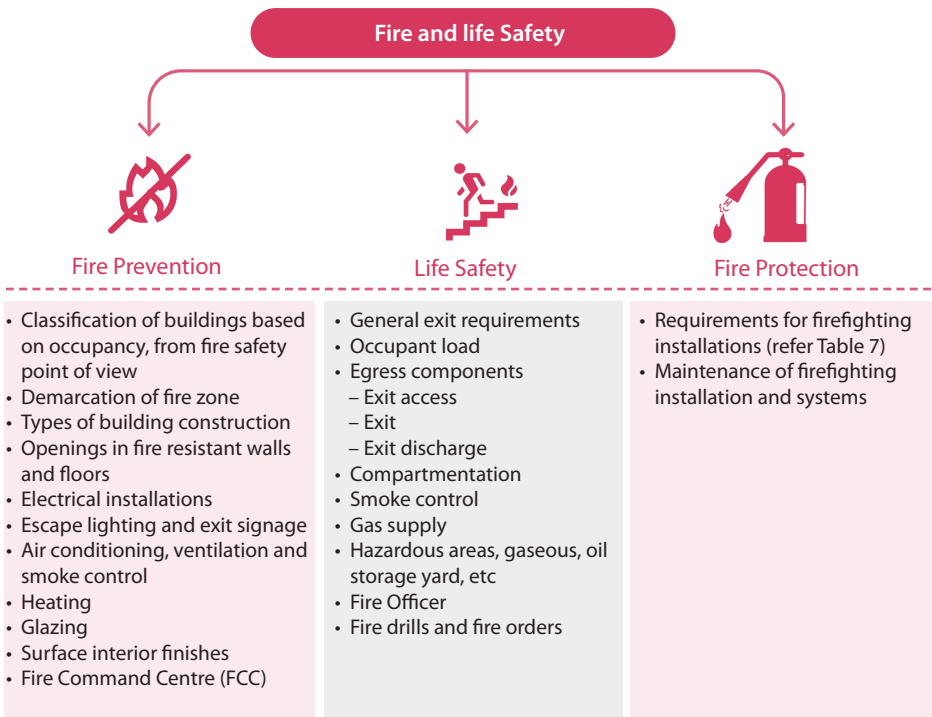 Fire and life Safety
Fire Prevention
Life Safety
Fire Protection
• Classification of buildings based
on occupancy, from fire safety
point of view
• Demarcation of fire zone
• Types of building construction
• Openings in fire resistant walls
and floors
• Electrical installations
• Escape lighting and exit signage
• Air conditioning, ventilation and
smoke control
• Heating
• Glazing
• Surface interior finishes
• Fire Command Centre (FCC)
• General exit requirements
• Occupant load
• Egress components
– Exit access
– Exit
– Exit discharge
• Compartmentation
• Smoke control
• Gas supply
• Hazardous areas, gaseous, oil
storage yard, etc
• Fire Officer
• Fire drills and fire orders
• Requirements for firefighting
installations (refer Table 7)
• Maintenance of firefighting
installation and systems